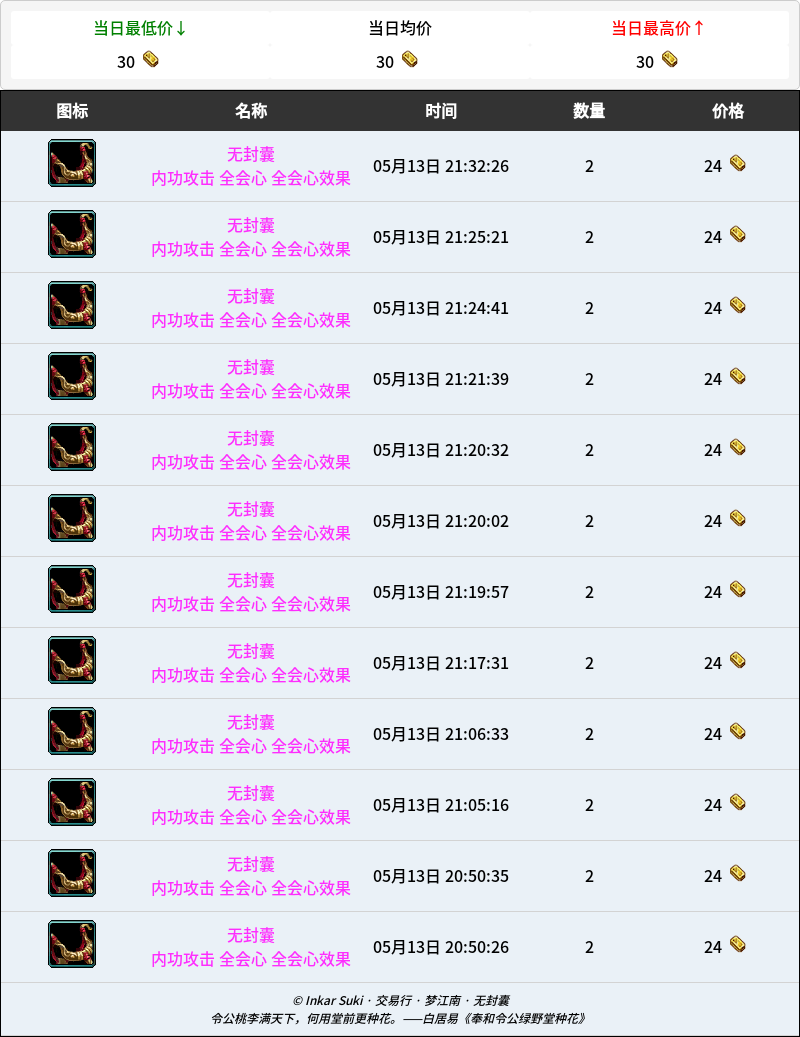 当日最低价↓ 当日均价 当日最高价↑
30 30 30
图标 名称 时间 数量 价格
无封囊
内功攻击 全会心 全会心效果 05月13日 21:32:26 2 24
无封囊
内功攻击 全会心 全会心效果 05月13日 21:25:21 2 24
无封囊
内功攻击 全会心 全会心效果 05月13日 21:24:41 2 24
无封囊
内功攻击 全会心 全会心效果 05月13日 21:21:39 2 24
无封囊
内功攻击 全会心 全会心效果 05月13日 21:20:32 2 24
无封囊
内功攻击 全会心 全会心效果 05月13日 21:20:02 2 24
无封囊
内功攻击 全会心 全会心效果 05月13日 21:19:57 2 24
无封囊
内功攻击 全会心 全会心效果 05月13日 21:17:31 2 24
无封囊
内功攻击 全会心 全会心效果 05月13日 21:06:33 2 24
无封囊
内功攻击 全会心 全会心效果 05月13日 21:05:16 2 24
无封囊
内功攻击 全会心 全会心效果 05月13日 20:50:35 2 24
无封囊
内功攻击 全会心 全会心效果 05月13日 20:50:26 2 24
© Inkar Suki · 交易行 · 梦江南 · 无封囊
令公桃李满天下，何用堂前更种花。——白居易《奉和令公绿野堂种花》